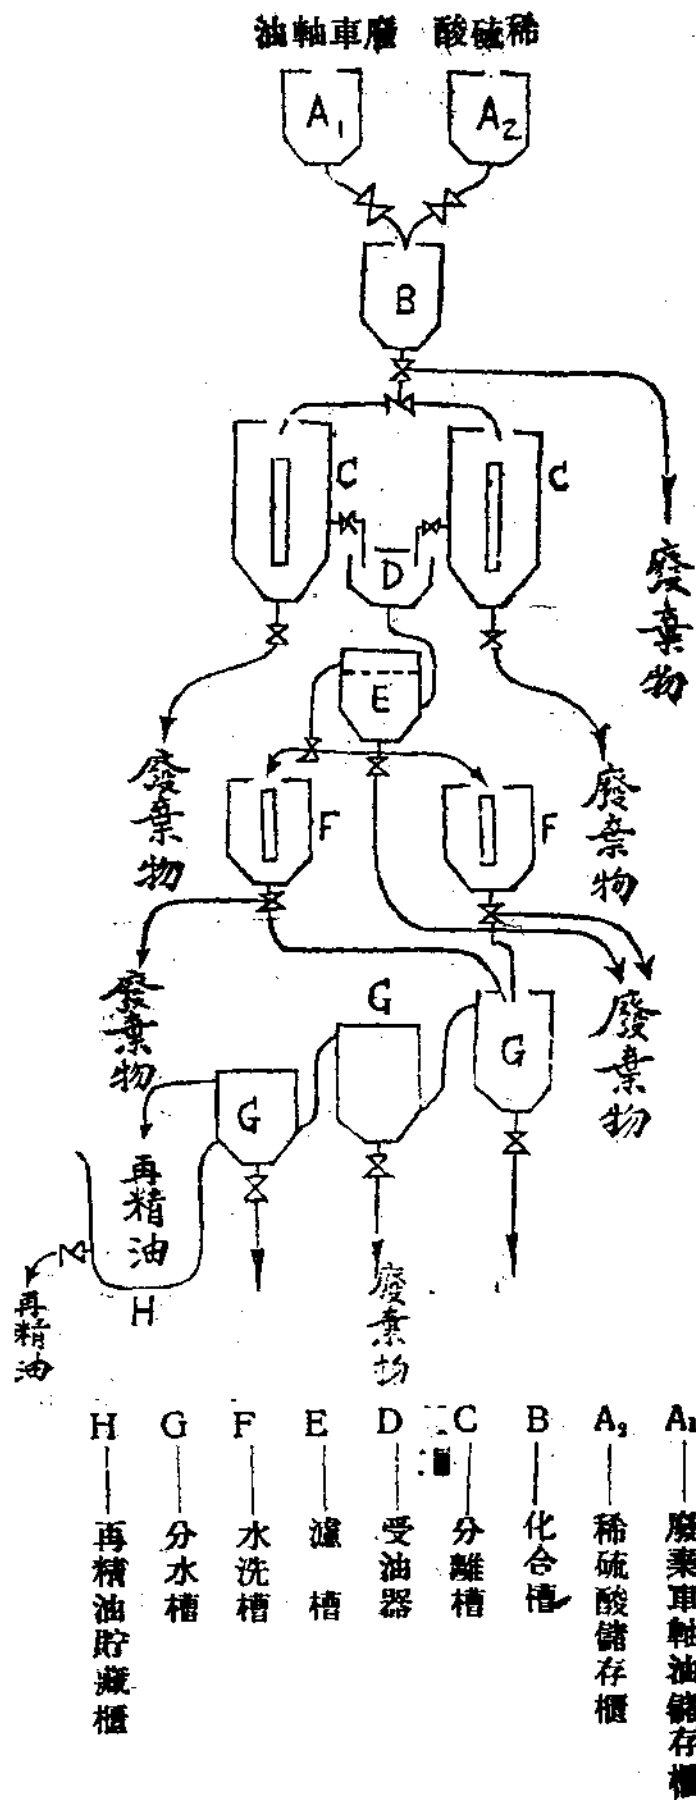 稀硫酸
廢車軸油
A₁
A₂
B
C
C
D
廢棄物
E
廢棄物
廢棄物
F
F
廢棄物
廢棄物
G
G
G
再精油
H
再精油
廢棄物
A₁——廢棄車軸油儲存櫃
A₂——稀硫酸儲存櫃
B——化合槽
C——分離槽
D——受油器
E——濾槽
F——水洗槽
G——分水槽
H——再精油貯藏櫃